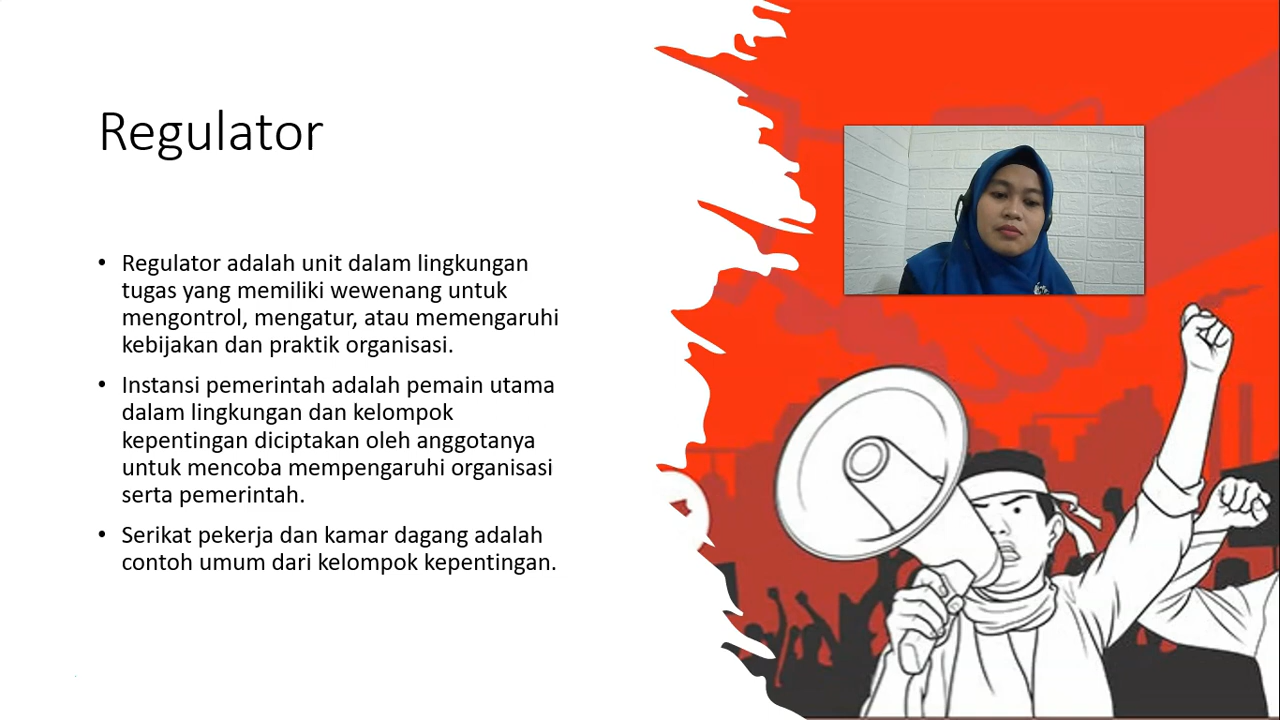 Regulator
• Regulator adalah unit dalam lingkungan
tugas yang memiliki wewenang untuk
mengontrol, mengatur, atau memengaruhi
kebijakan dan praktik organisasi.
• Instansi pemerintah adalah pemain utama
dalam lingkungan dan kelompok
kepentingan diciptakan oleh anggotanya
untuk mencoba mempengaruhi organisasi
serta pemerintah.
• Serikat pekerja dan kamar dagang adalah
contoh umum dari kelompok kepentingan.